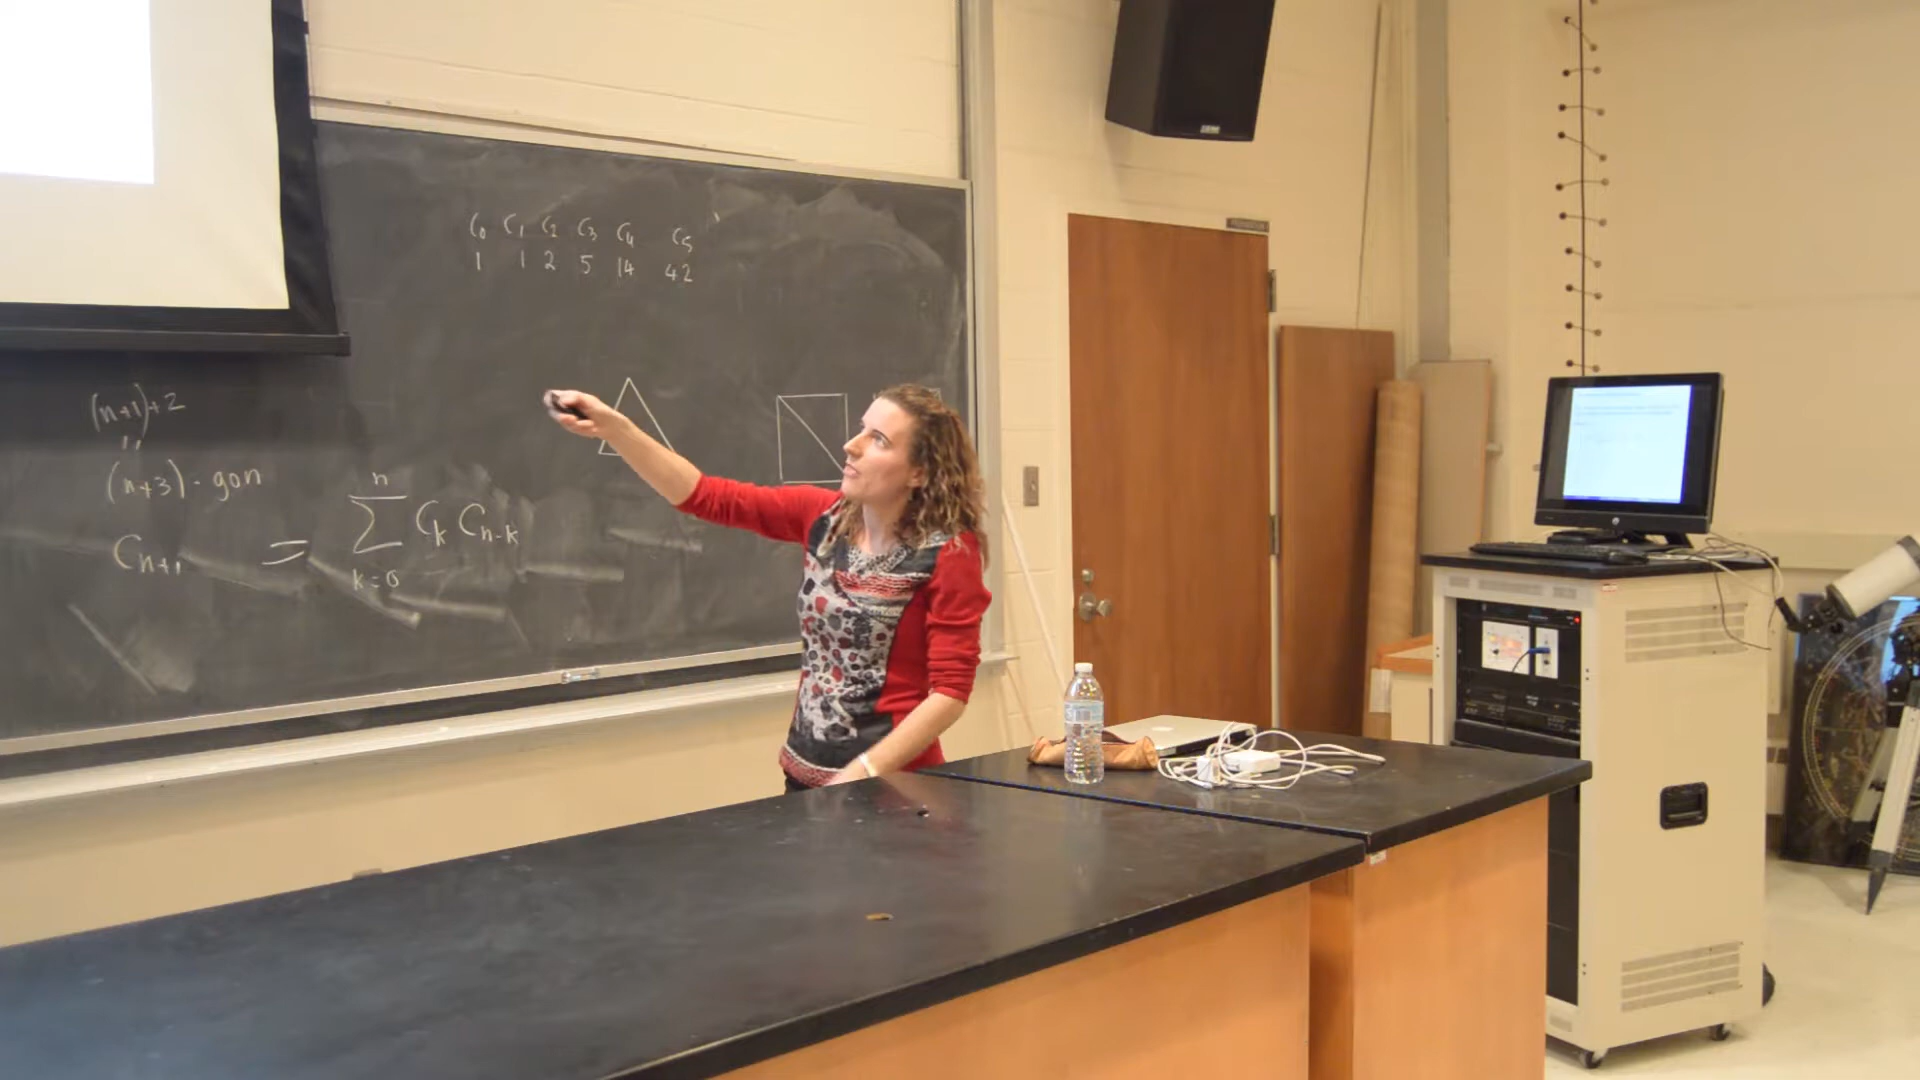 C0 C1 C2 C3 C4 C5
1 1 2 5 14 42
(n+1)+2
"
(n+3)-gon
n
Cn+1 = ∑ Ck Cn-k
k=0